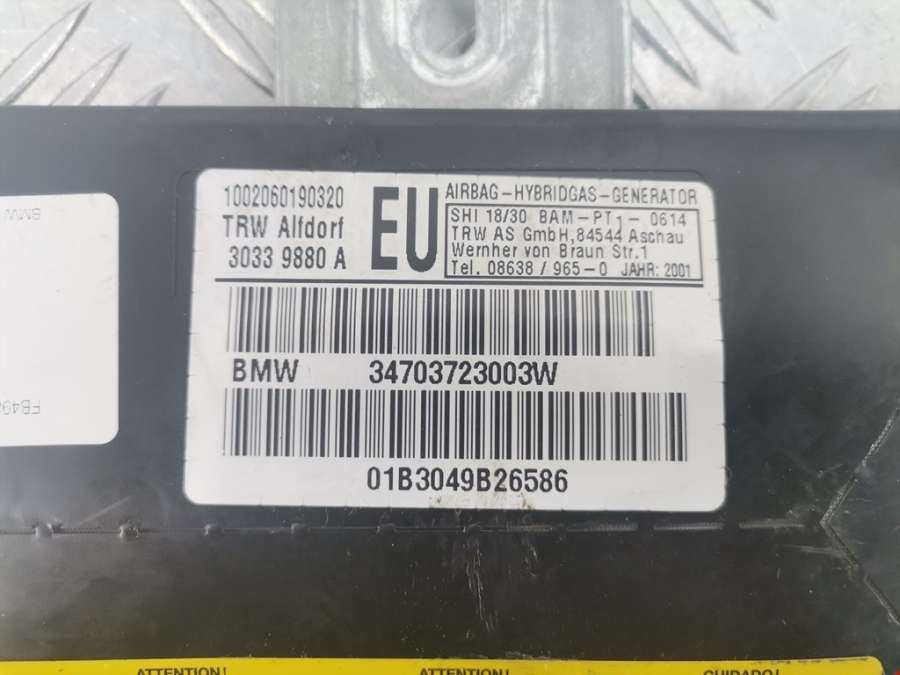 1002060190320
TRW Alfdorf
3033 9880 A
EU
AIRBAG-HYBRIDGAS-GENERATOR
SHI 18/30 BAM-PT1-0614
TRW AS GmbH,84544 Aschau
Wernher von Braun Str.1
Tel. 08638/965-0 JAHR: 2001
BMW 34703723003W
01B3049B26586
BMW
ATTENTION! ATTENTION! CUIDADO!